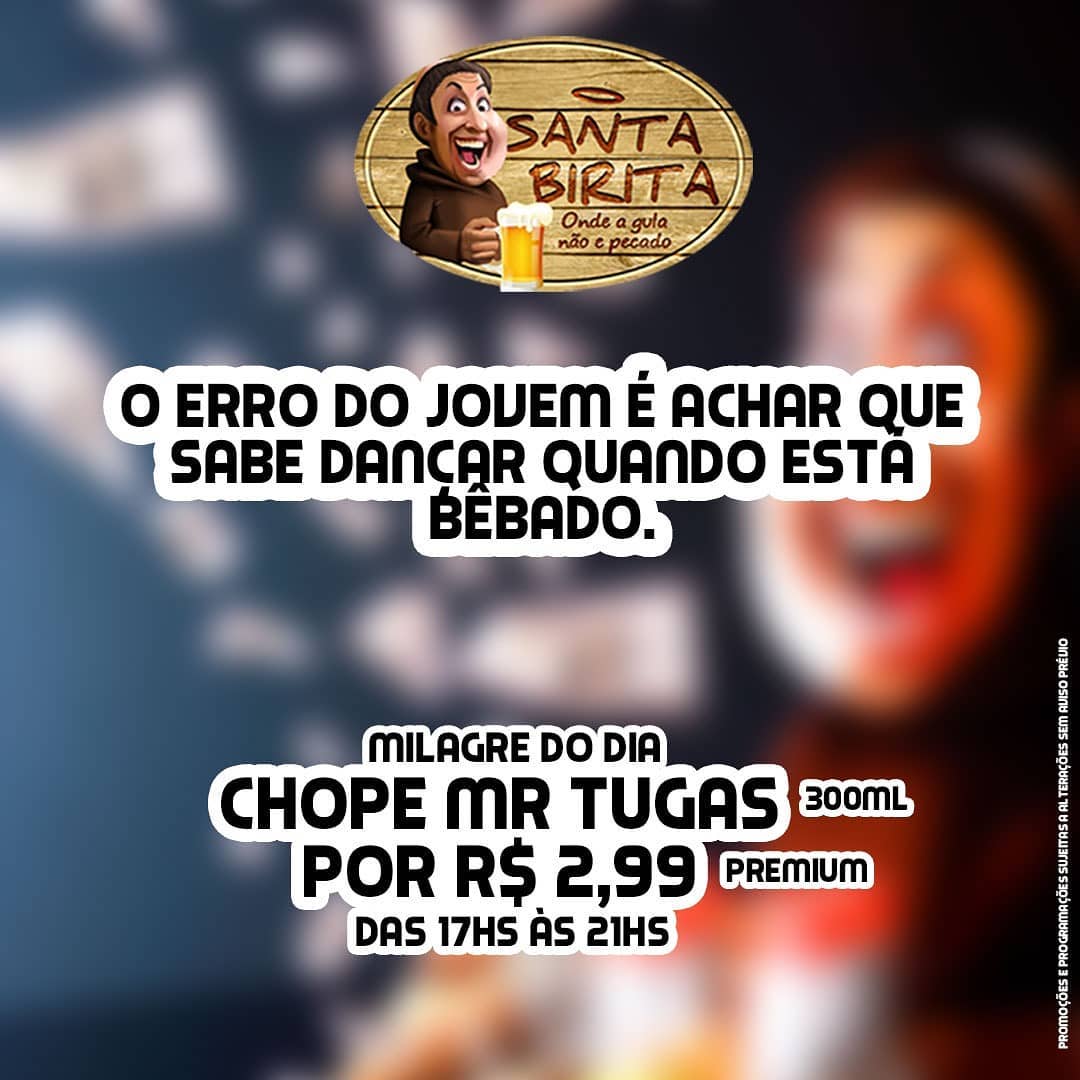 SANTA
BIRITA
Onde a gula
não e pecado
O ERRO DO JOVEM É ACHAR QUE
SABE DANÇAR QUANDO ESTÁ
BÊBADO.
MILAGRE DO DIA
CHOPE MR TUGAS 300ML
POR R$ 2,99 PREMIUM
DAS 17HS ÀS 21HS
PROMOÇÕES E PROGRAMAÇÕES SUJEITAS A ALTERAÇÕES SEM AVISO PRÉVIO